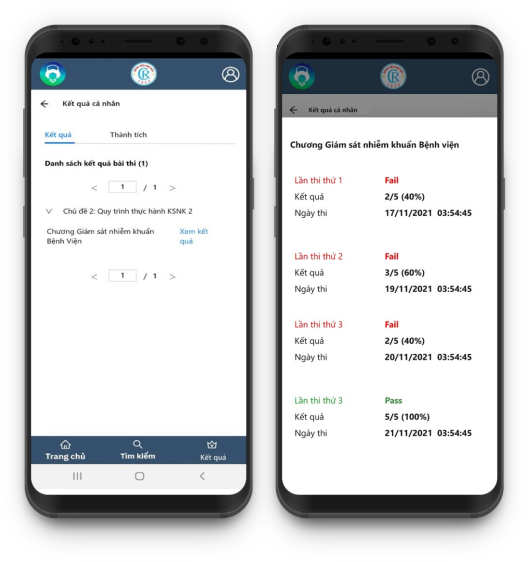 Kết quả cá nhân
Kết quả Thành tích
Danh sách kết quả bài thi (1)
< 1 / 1 >
Chủ đề 2: Quy trình thực hành KSNK 2
Chương Giám sát nhiễm khuẩn Xem kết
Bệnh Viện quả
< 1 / 1 >
Trang chủ Tìm kiếm Kết quả
Kết quả cá nhân
Chương Giám sát nhiễm khuẩn Bệnh viện
Lần thi thứ 1 Fail
Kết quả 2/5 (40%)
Ngày thi 17/11/2021 03:54:45
Lần thi thứ 2 Fail
Kết quả 3/5 (60%)
Ngày thi 19/11/2021 03:54:45
Lần thi thứ 3 Fail
Kết quả 2/5 (40%)
Ngày thi 20/11/2021 03:54:45
Lần thi thứ 3 Pass
Kết quả 5/5 (100%)
Ngày thi 21/11/2021 03:54:45